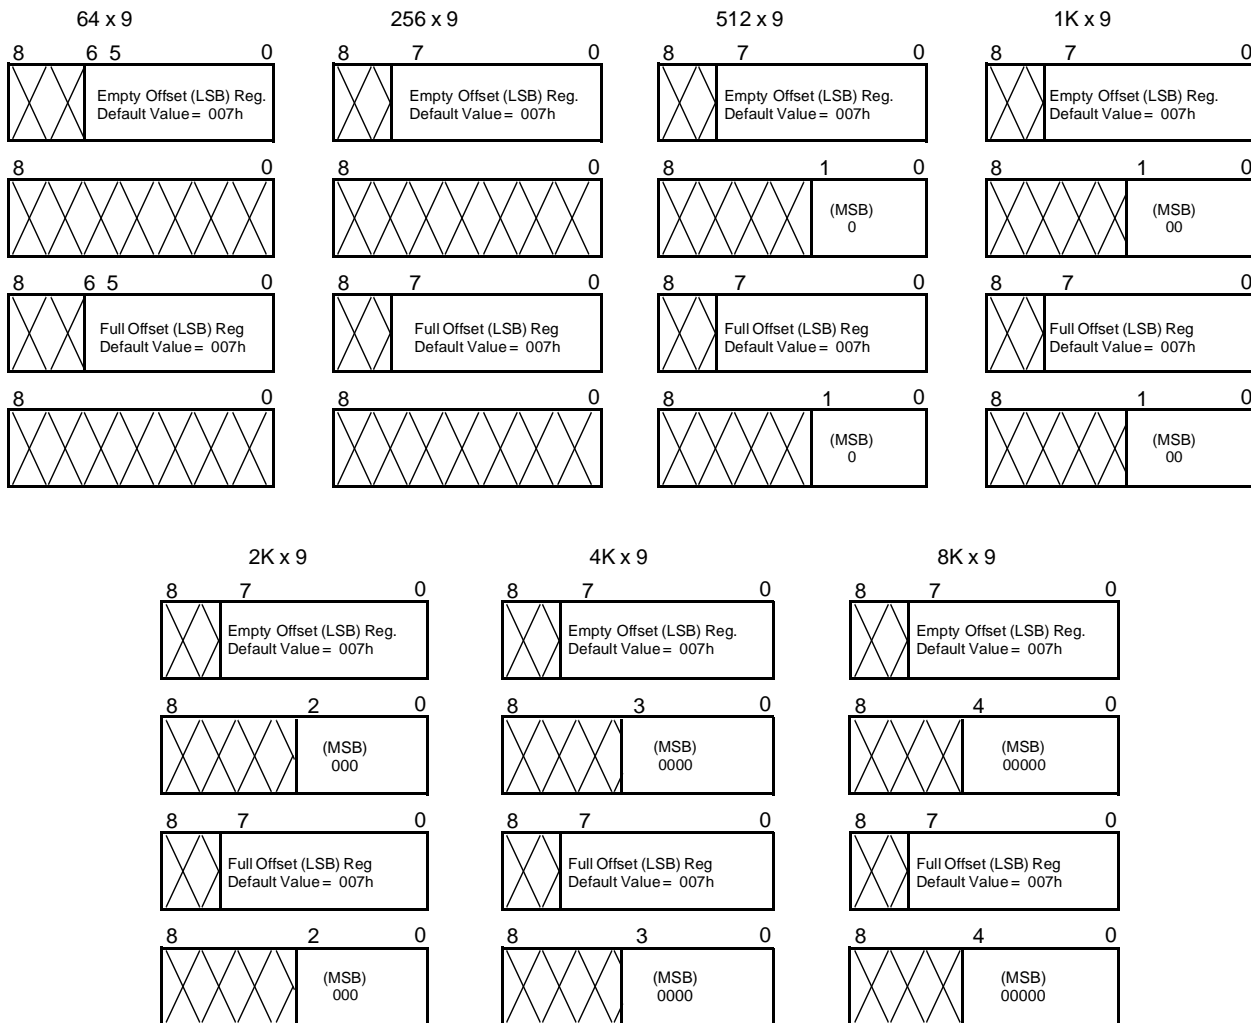 64 x 9 256 x 9 512 x 9 1K x 9
8 6 5 0 8 7 0 8 7 0 8 7 0
Empty Offset (LSB) Reg. Empty Offset (LSB) Reg. Empty Offset (LSB) Reg. Empty Offset (LSB) Reg.
Default Value = 007h Default Value = 007h Default Value = 007h Default Value = 007h
8 0 8 0 8 1 0 8 1 0
(MSB) (MSB)
0 00
8 6 5 0 8 7 0 8 7 0 8 7 0
Full Offset (LSB) Reg Full Offset (LSB) Reg Full Offset (LSB) Reg Full Offset (LSB) Reg
Default Value = 007h Default Value = 007h Default Value = 007h Default Value = 007h
8 0 8 0 8 1 0 8 1 0
(MSB) (MSB)
0 00
2K x 9 4K x 9 8K x 9
8 7 0 8 7 0 8 7 0
Empty Offset (LSB) Reg. Empty Offset (LSB) Reg. Empty Offset (LSB) Reg.
Default Value = 007h Default Value = 007h Default Value = 007h
8 2 0 8 3 0 8 4 0
(MSB) (MSB) (MSB)
000 0000 00000
8 7 0 8 7 0 8 7 0
Full Offset (LSB) Reg Full Offset (LSB) Reg Full Offset (LSB) Reg
Default Value = 007h Default Value = 007h Default Value = 007h
8 2 0 8 3 0 8 4 0
(MSB) (MSB) (MSB)
000 0000 00000